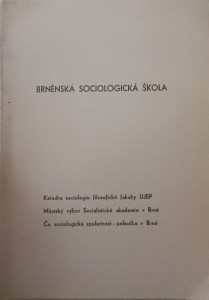 BRNĚNSKÁ SOCIOLOGICKÁ ŠKOLA
Katedra sociologie filosofické fakulty UJEP
Městský výbor Socialistické akademie v Brně
Čs. sociologická společnost - pobočka v Brně